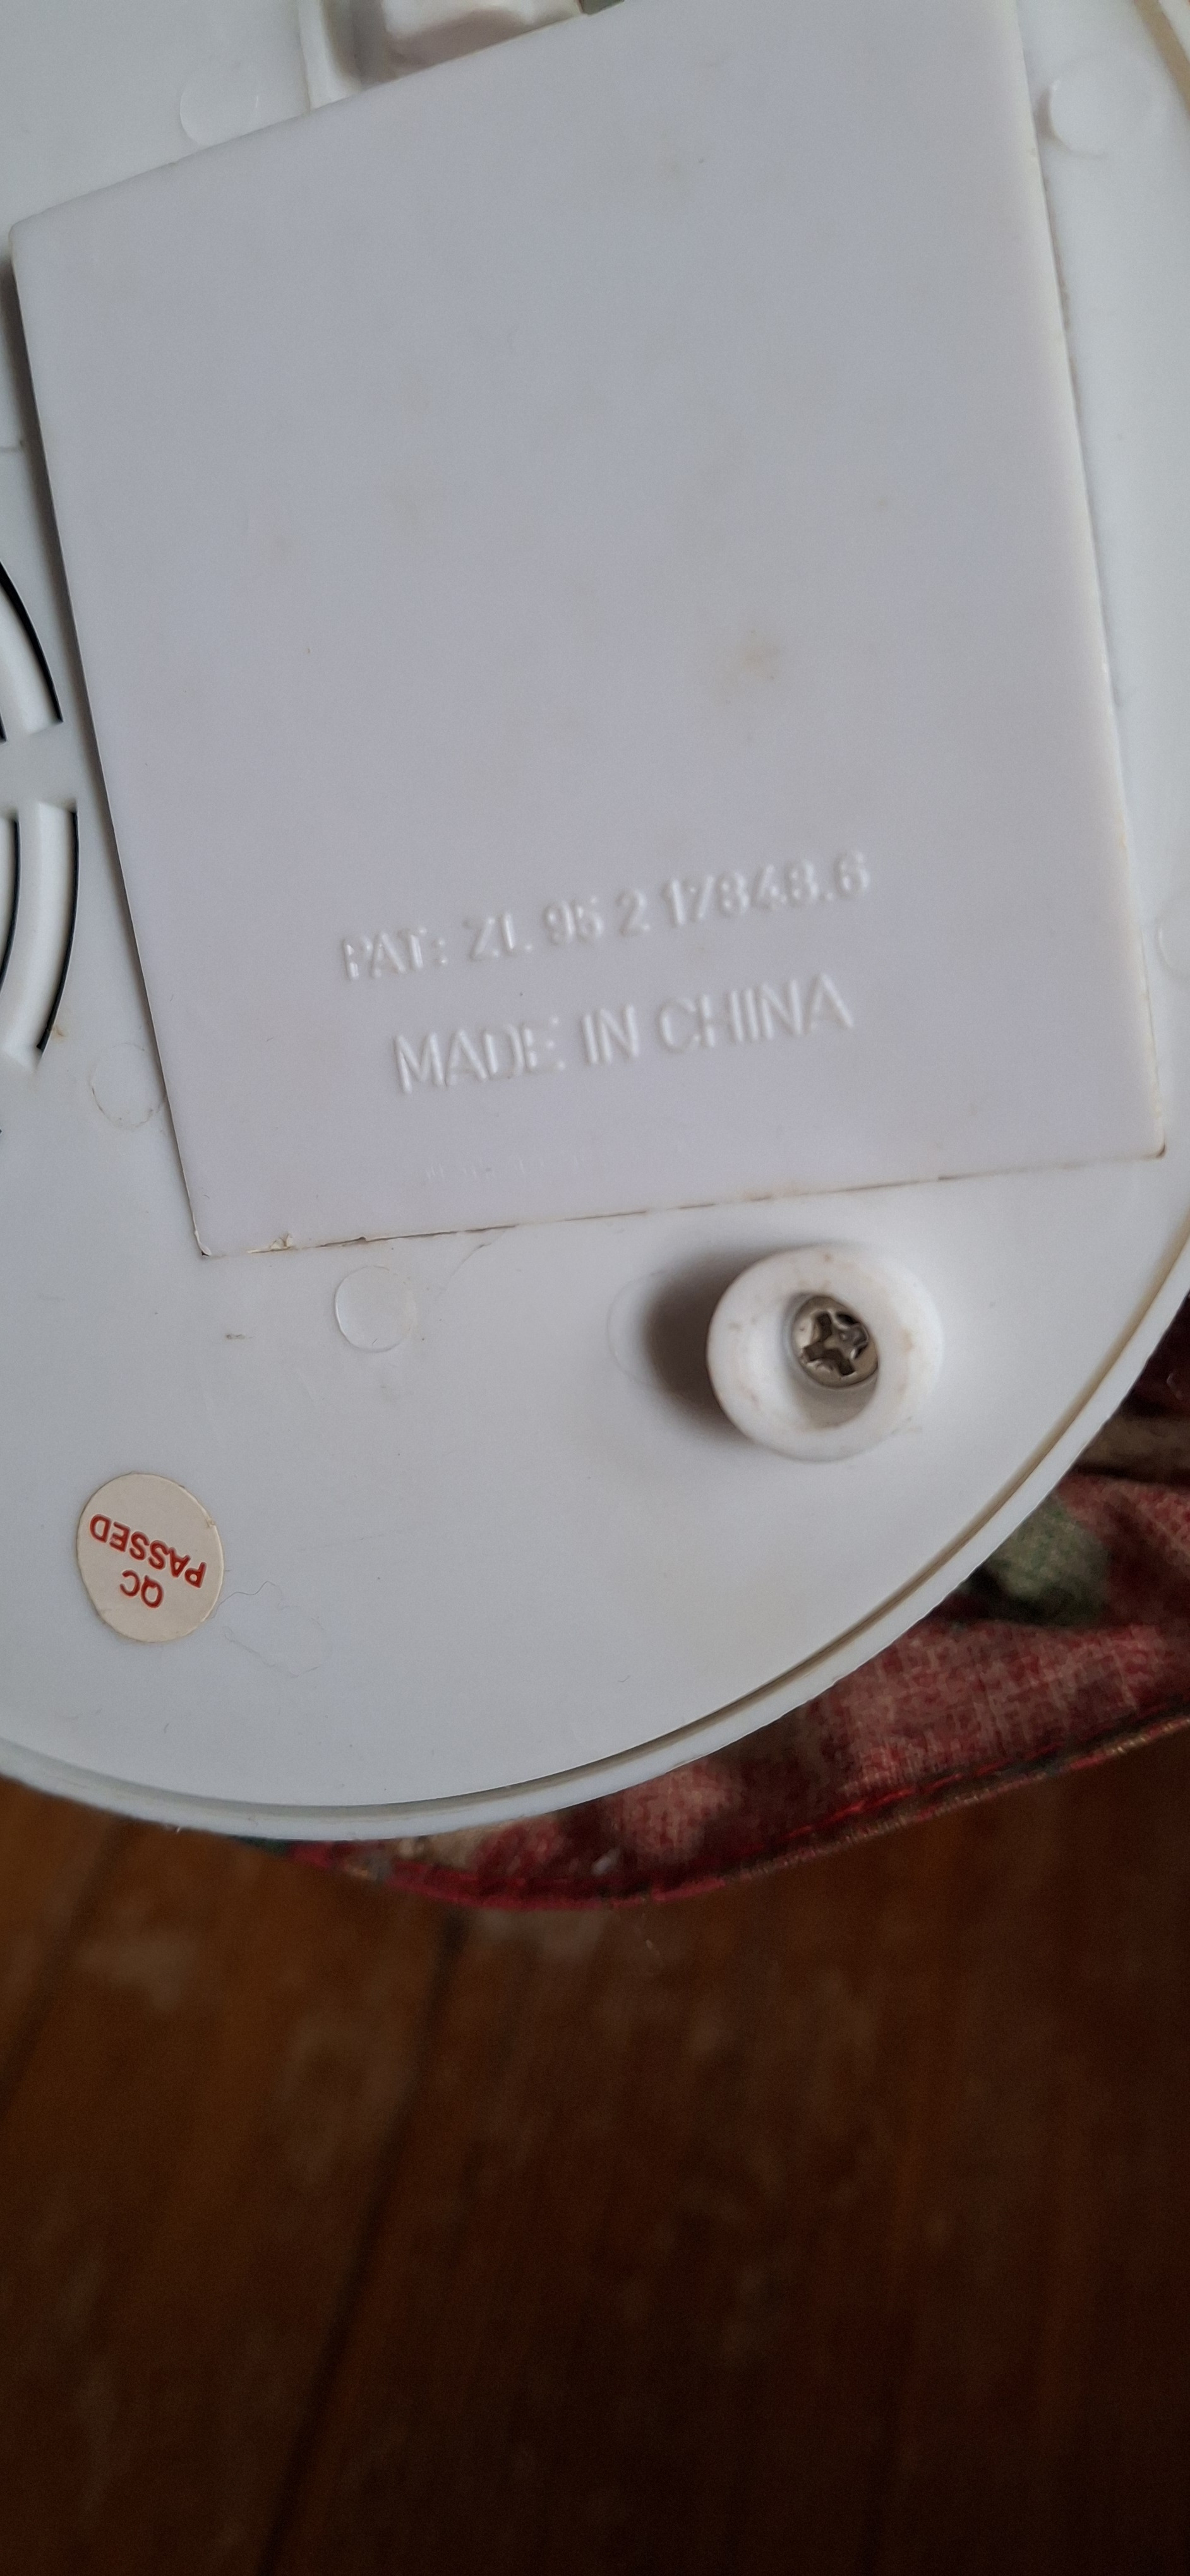 PAT: ZL 95 2 17848.6
MADE IN CHINA
QC
PASSED